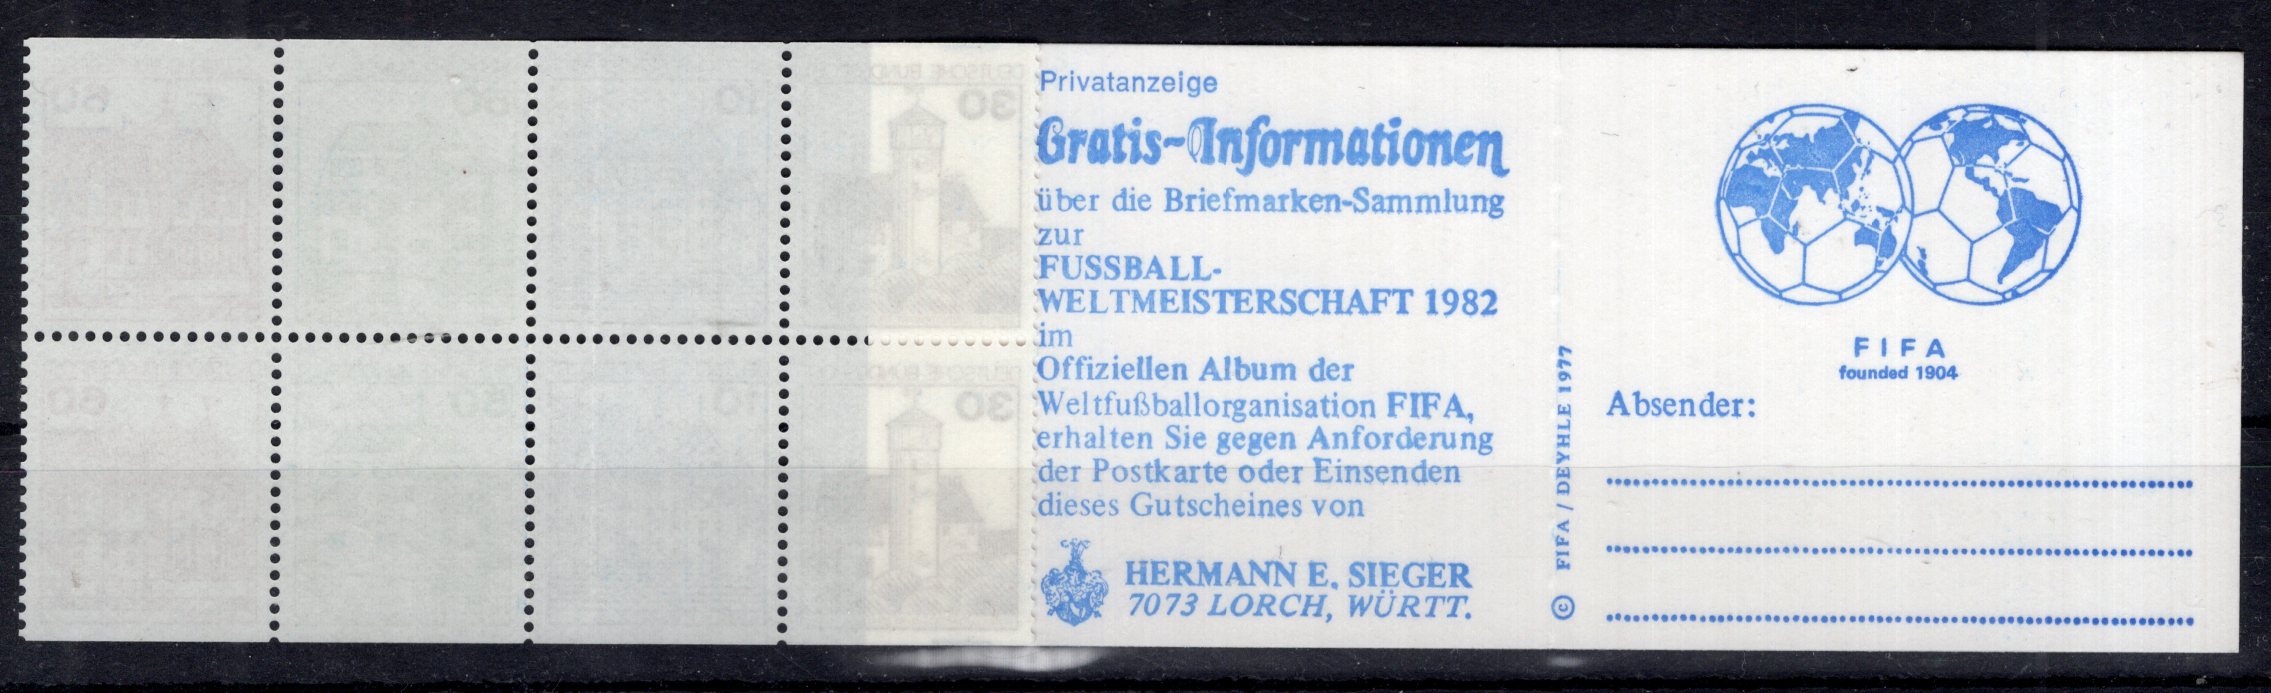 Privatanzeige
Gratis-Informationen
über die Briefmarken-Sammlung
zur
FUSSBALL-
WELTMEISTERSCHAFT 1982
im
Offiziellen Album der
Weltfußballorganisation FIFA,
erhalten Sie gegen Anforderung
der Postkarte oder Einsenden
dieses Gutscheines von
HERMANN E. SIEGER
7073 LORCH, WÜRTT.
© FIFA / DEYHLE 1977
FIFA
founded 1904
Absender:
30
30